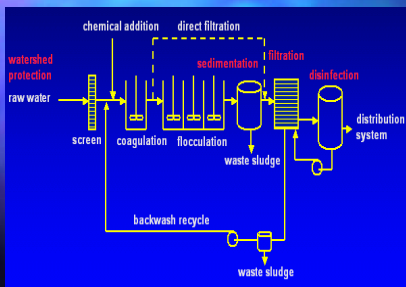 chemical addition
direct filtration
watershed
protection
sedimentation
filtration
disinfection
raw water
screen
coagulation
flocculation
distribution
system
waste sludge
backwash recycle
waste sludge